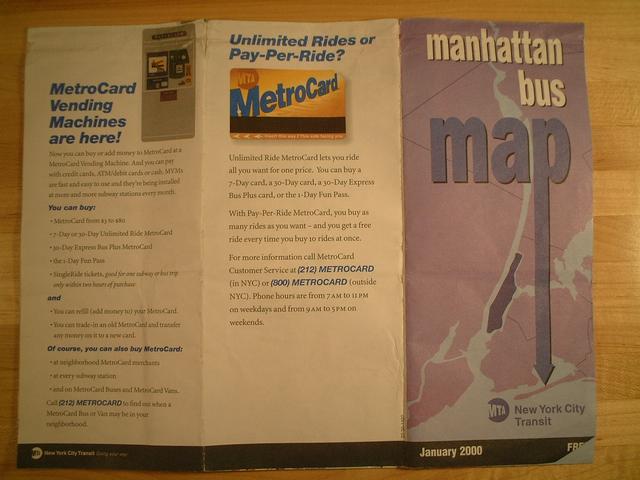 MetroCard
Vending
Machines
are here!
Now you can buy or add money to MetroCard at a
MetroCard Vending Machine. And you can pay
with credit cards, ATM/debit cards or cash. MVMs
are fast and easy to use and they're being installed
at more and more subway stations every month.
You can buy:
• MetroCard from $3 to $80
• 7-Day or 30-Day Unlimited Ride MetroCard
• 30-Day Express Bus Plus MetroCard
• the 1-Day Fun Pass
• SingleRide tickets, good for one subway or bus trip
only within two hours of purchase
and
• You can refill (add money to) your MetroCard.
• You can trade-in an old MetroCard and transfer
any money on it to a new card.
Of course, you can also buy MetroCard:
• at neighborhood MetroCard merchants
• at every subway station
• and on MetroCard Buses and MetroCard Vans.
Call (212) METROCARD to find out when a
MetroCard Bus or Van may be in your
neighborhood.
MTA New York City Transit Going your way
Unlimited Rides or
Pay-Per-Ride?
MTA
MetroCard
Insert this way / This side facing you
Unlimited Ride MetroCard lets you ride
all you want for one price. You can buy a
7-Day card, a 30-Day card, a 30-Day Express
Bus Plus card, or the 1-Day Fun Pass.
With Pay-Per-Ride MetroCard, you buy as
many rides as you want – and you get a free
ride every time you buy 10 rides at once.
For more information call MetroCard
Customer Service at (212) METROCARD
(in NYC) or (800) METROCARD (outside
NYC). Phone hours are from 7 AM to 11 PM
on weekdays and from 9 AM to 5 PM on
weekends.
manhattan
bus
map
MTA New York City
Transit
January 2000
FREE